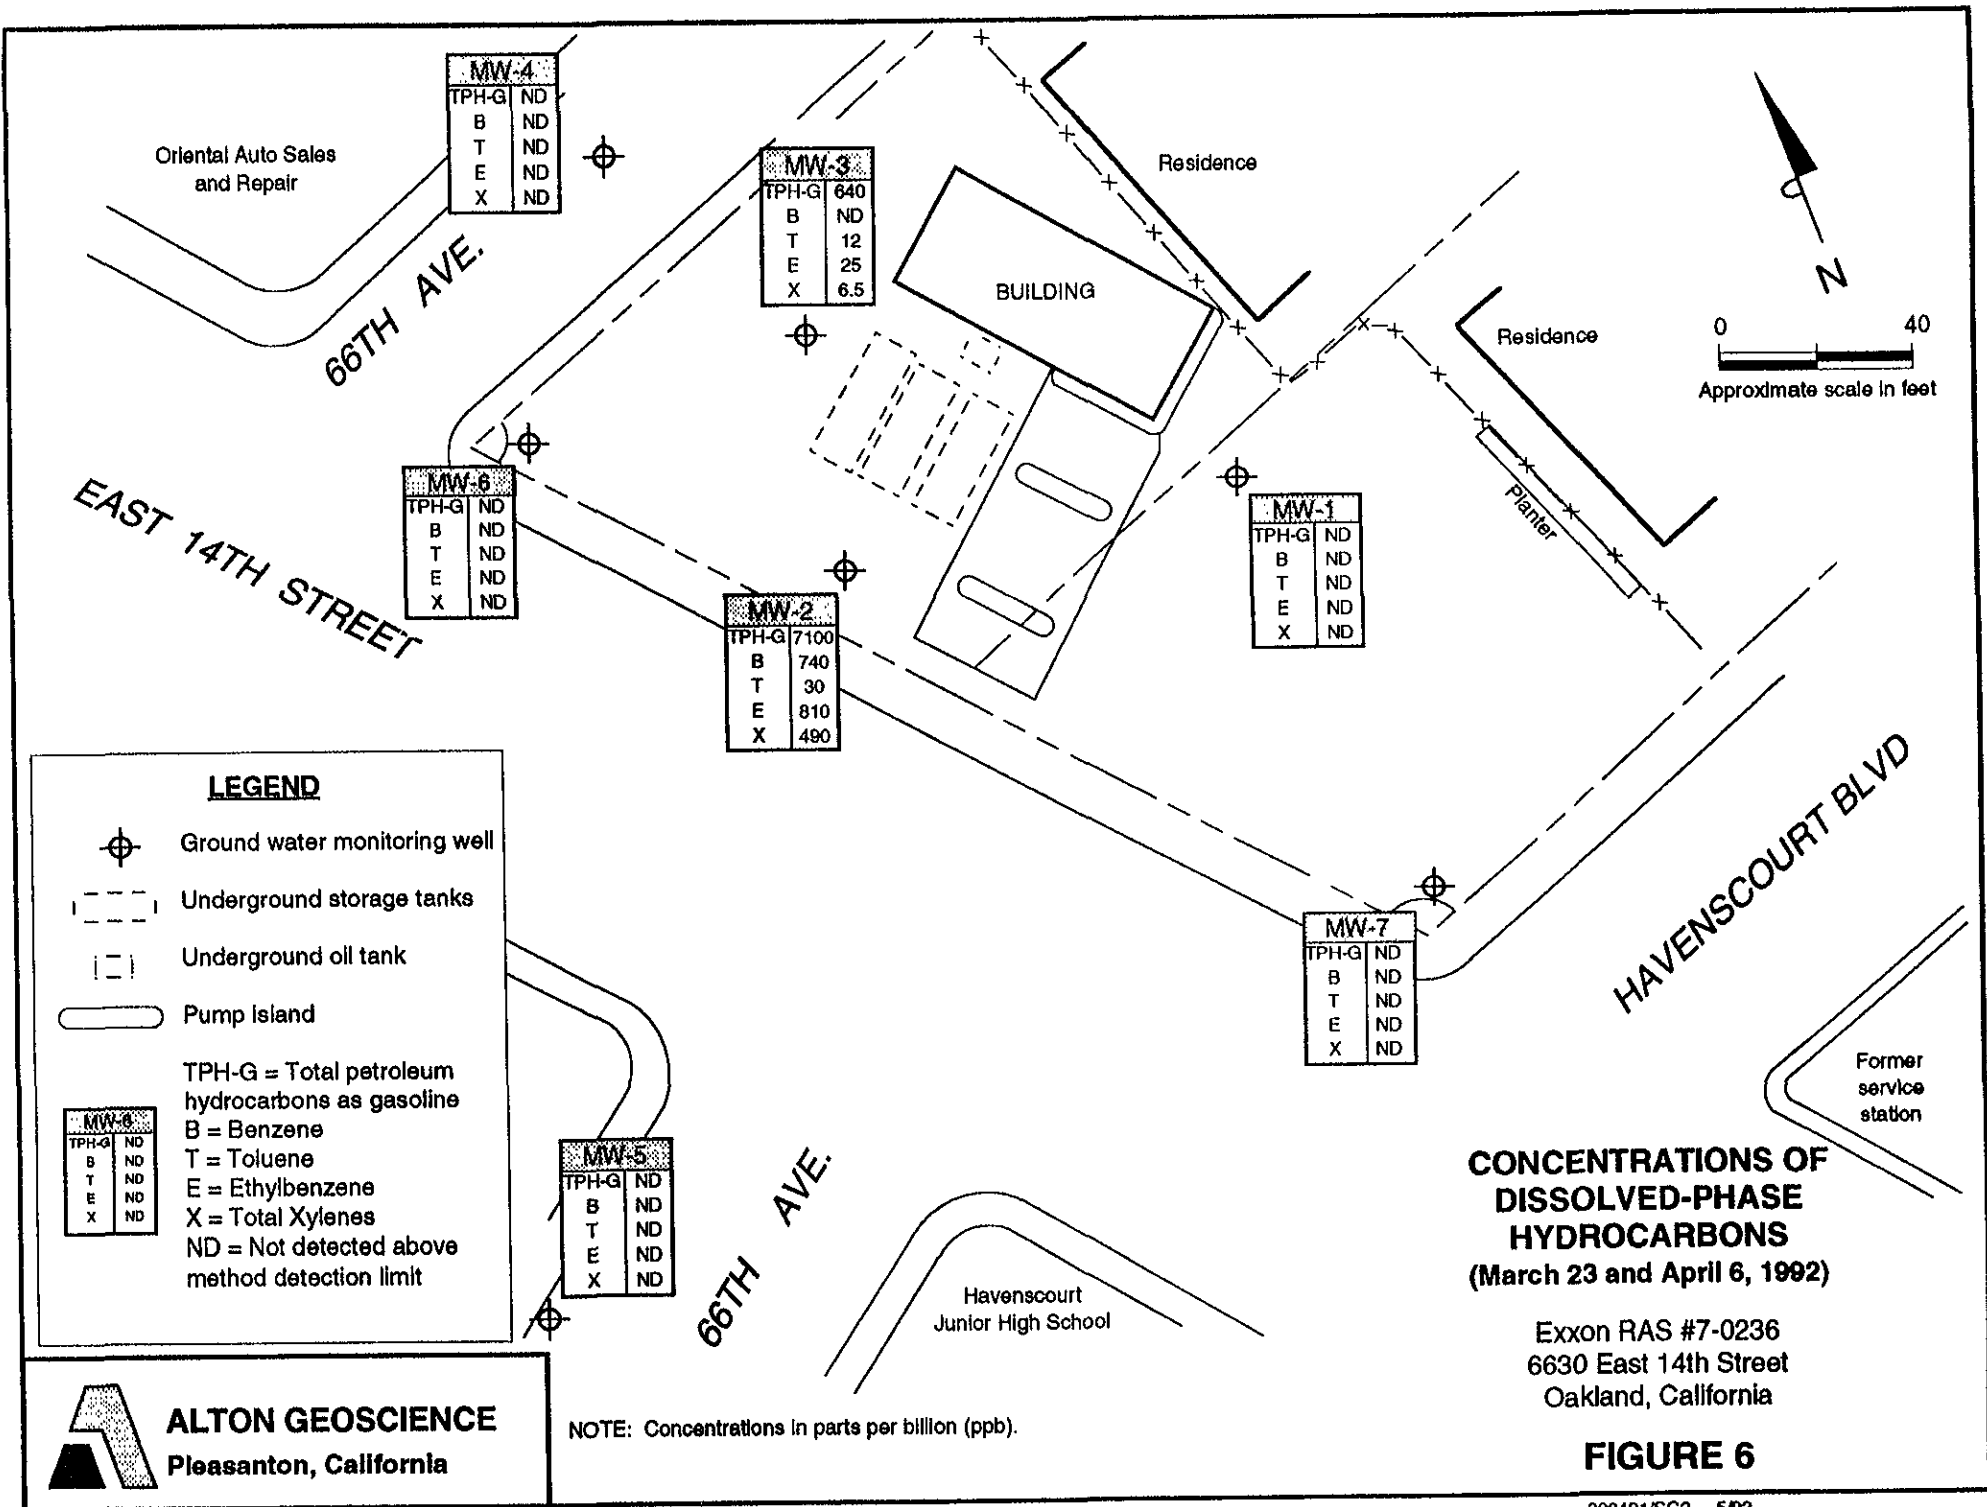 MW-4
TPH-G ND
B ND
T ND
E ND
X ND
Oriental Auto Sales
and Repair
MW-3
TPH-G 640
B ND
T 12
E 25
X 6.5
Residence
BUILDING
N
66TH AVE.
Residence
0 40
Approximate scale in feet
EAST 14TH STREET
MW-6
TPH-G ND
B ND
T ND
E ND
X ND
Planter
MW-1
TPH-G ND
B ND
T ND
E ND
X ND
MW-2
TPH-G 7100
B 740
T 30
E 810
X 490
HAVENSCOURT BLVD
MW-7
TPH-G ND
B ND
T ND
E ND
X ND
LEGEND
Ground water monitoring well
Underground storage tanks
Underground oil tank
Pump island
TPH-G = Total petroleum
hydrocarbons as gasoline
B = Benzene
T = Toluene
E = Ethylbenzene
X = Total Xylenes
ND = Not detected above
method detection limit
MW-6
TPH-G ND
B ND
T ND
E ND
X ND
MW-5
TPH-G ND
B ND
T ND
E ND
X ND
66TH AVE.
Havenscourt
Junior High School
Former
service
station
CONCENTRATIONS OF
DISSOLVED-PHASE
HYDROCARBONS
(March 23 and April 6, 1992)
Exxon RAS #7-0236
6630 East 14th Street
Oakland, California
FIGURE 6
ALTON GEOSCIENCE
Pleasanton, California
NOTE: Concentrations in parts per billion (ppb).